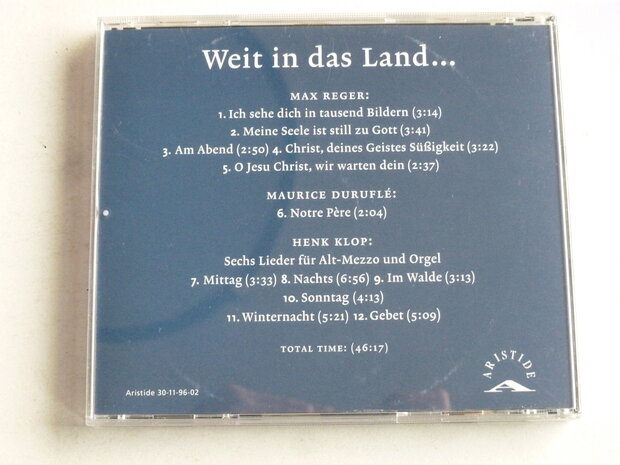 Weit in das Land...
MAX REGER:
1. Ich sehe dich in tausend Bildern (3:14)
2. Meine Seele ist still zu Gott (3:41)
3. Am Abend (2:50) 4. Christ, deines Geistes Süßigkeit (3:22)
5. O Jesu Christ, wir warten dein (2:37)
MAURICE DURUFLÉ:
6. Notre Père (2:04)
HENK KLOP:
Sechs Lieder für Alt-Mezzo und Orgel
7. Mittag (3:33) 8. Nachts (6:56) 9. Im Walde (3:13)
10. Sonntag (4:13)
11. Winternacht (5:21) 12. Gebet (5:09)
TOTAL TIME: (46:17)
Aristide 30-11-96-02
ARISTIDE